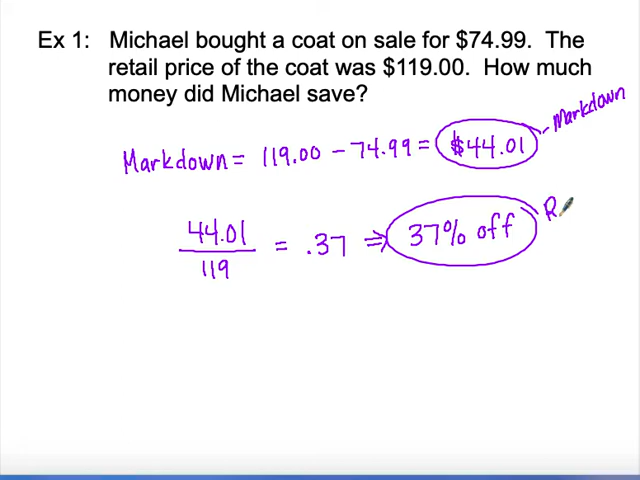 Ex 1: Michael bought a coat on sale for $74.99. The
retail price of the coat was $119.00. How much
money did Michael save?
Markdown = 119.00 - 74.99 = $44.01 - Markdown
44.01
119
= .37 ⇒ 37% off R